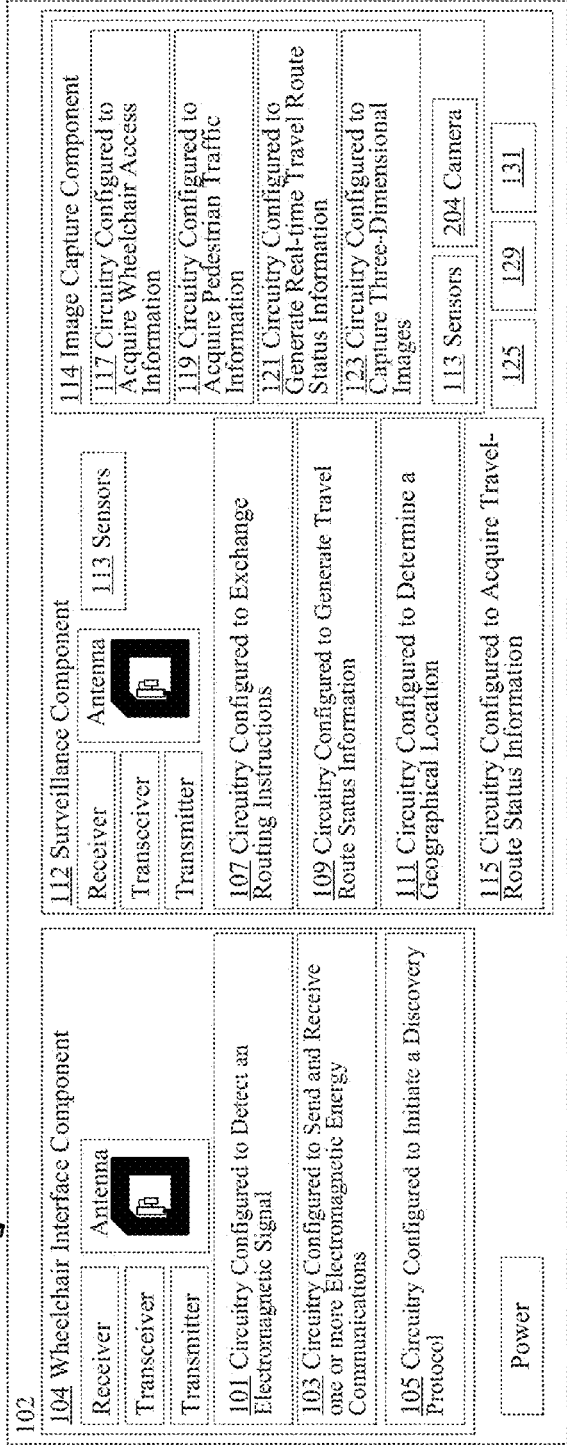 102
104 Wheelchair Interface Component
Receiver
Transceiver
Transmitter
Antenna
101 Circuitry Configured to Detect an
Electromagnetic Signal
103 Circuitry Configured to Send and Receive
one or more Electromagnetic Energy
Communications
105 Circuitry Configured to Initiate a Discovery
Protocol
Power
112 Surveillance Component
Receiver
Transceiver
Transmitter
Antenna
113 Sensors
107 Circuitry Configured to Exchange
Routing Instructions
109 Circuitry Configured to Generate Travel
Route Status Information
111 Circuitry Configured to Determine a
Geographical Location
115 Circuitry Configured to Acquire Travel-
Route Status Information
114 Image Capture Component
117 Circuitry Configured to
Acquire Wheelchair Access
Information
119 Circuitry Configured to
Acquire Pedestrian Traffic
Information
121 Circuitry Configured to
Generate Real-time Travel Route
Status Information
123 Circuitry Configured to
Capture Three-Dimensional
Images
113 Sensors
204 Camera
125
129
131